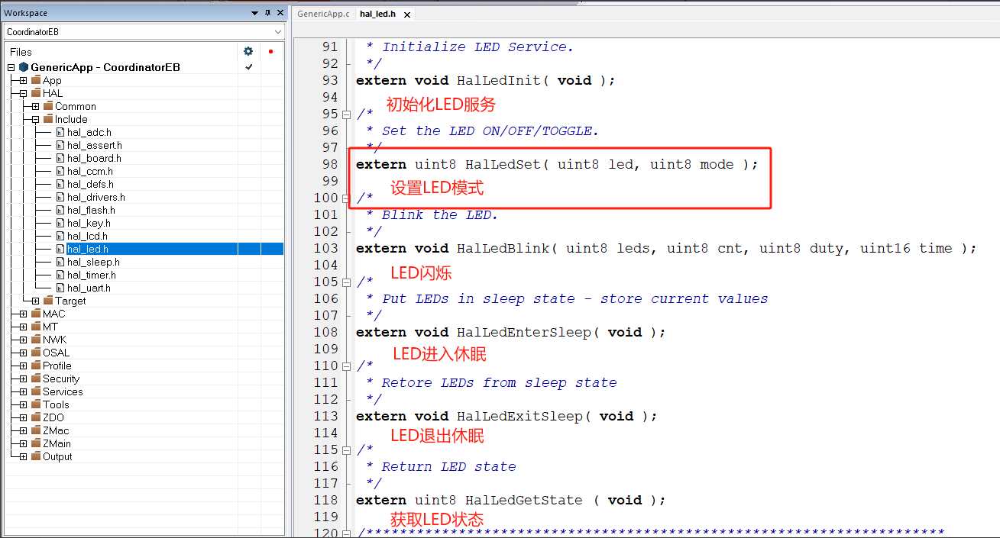 Workspace
CoordinatorEB
Files
GenericApp - CoordinatorEB
App
HAL
Common
Include
hal_adc.h
hal_assert.h
hal_board.h
hal_ccm.h
hal_defs.h
hal_drivers.h
hal_flash.h
hal_key.h
hal_lcd.h
hal_led.h
hal_sleep.h
hal_timer.h
hal_uart.h
Target
MAC
MT
NWK
OSAL
Profile
Security
Services
Tools
ZDO
ZMac
ZMain
Output
GenericApp.c hal_led.h
91 * Initialize LED Service.
92 */
93 extern void HalLedInit( void );
94
初始化LED服务
95 /*
96 * Set the LED ON/OFF/TOGGLE.
97 */
98 extern uint8 HalLedSet( uint8 led, uint8 mode );
99
设置LED模式
100 /*
101 * Blink the LED.
102 */
103 extern void HalLedBlink( uint8 leds, uint8 cnt, uint8 duty, uint16 time );
104
LED闪烁
105 /*
106 * Put LEDs in sleep state - store current values
107 */
108 extern void HalLedEnterSleep( void );
109
LED进入休眠
110 /*
111 * Retore LEDs from sleep state
112 */
113 extern void HalLedExitSleep( void );
114
LED退出休眠
115 /*
116 * Return LED state
117 */
118 extern uint8 HalLedGetState ( void );
119
获取LED状态
120 /*********************************************************************